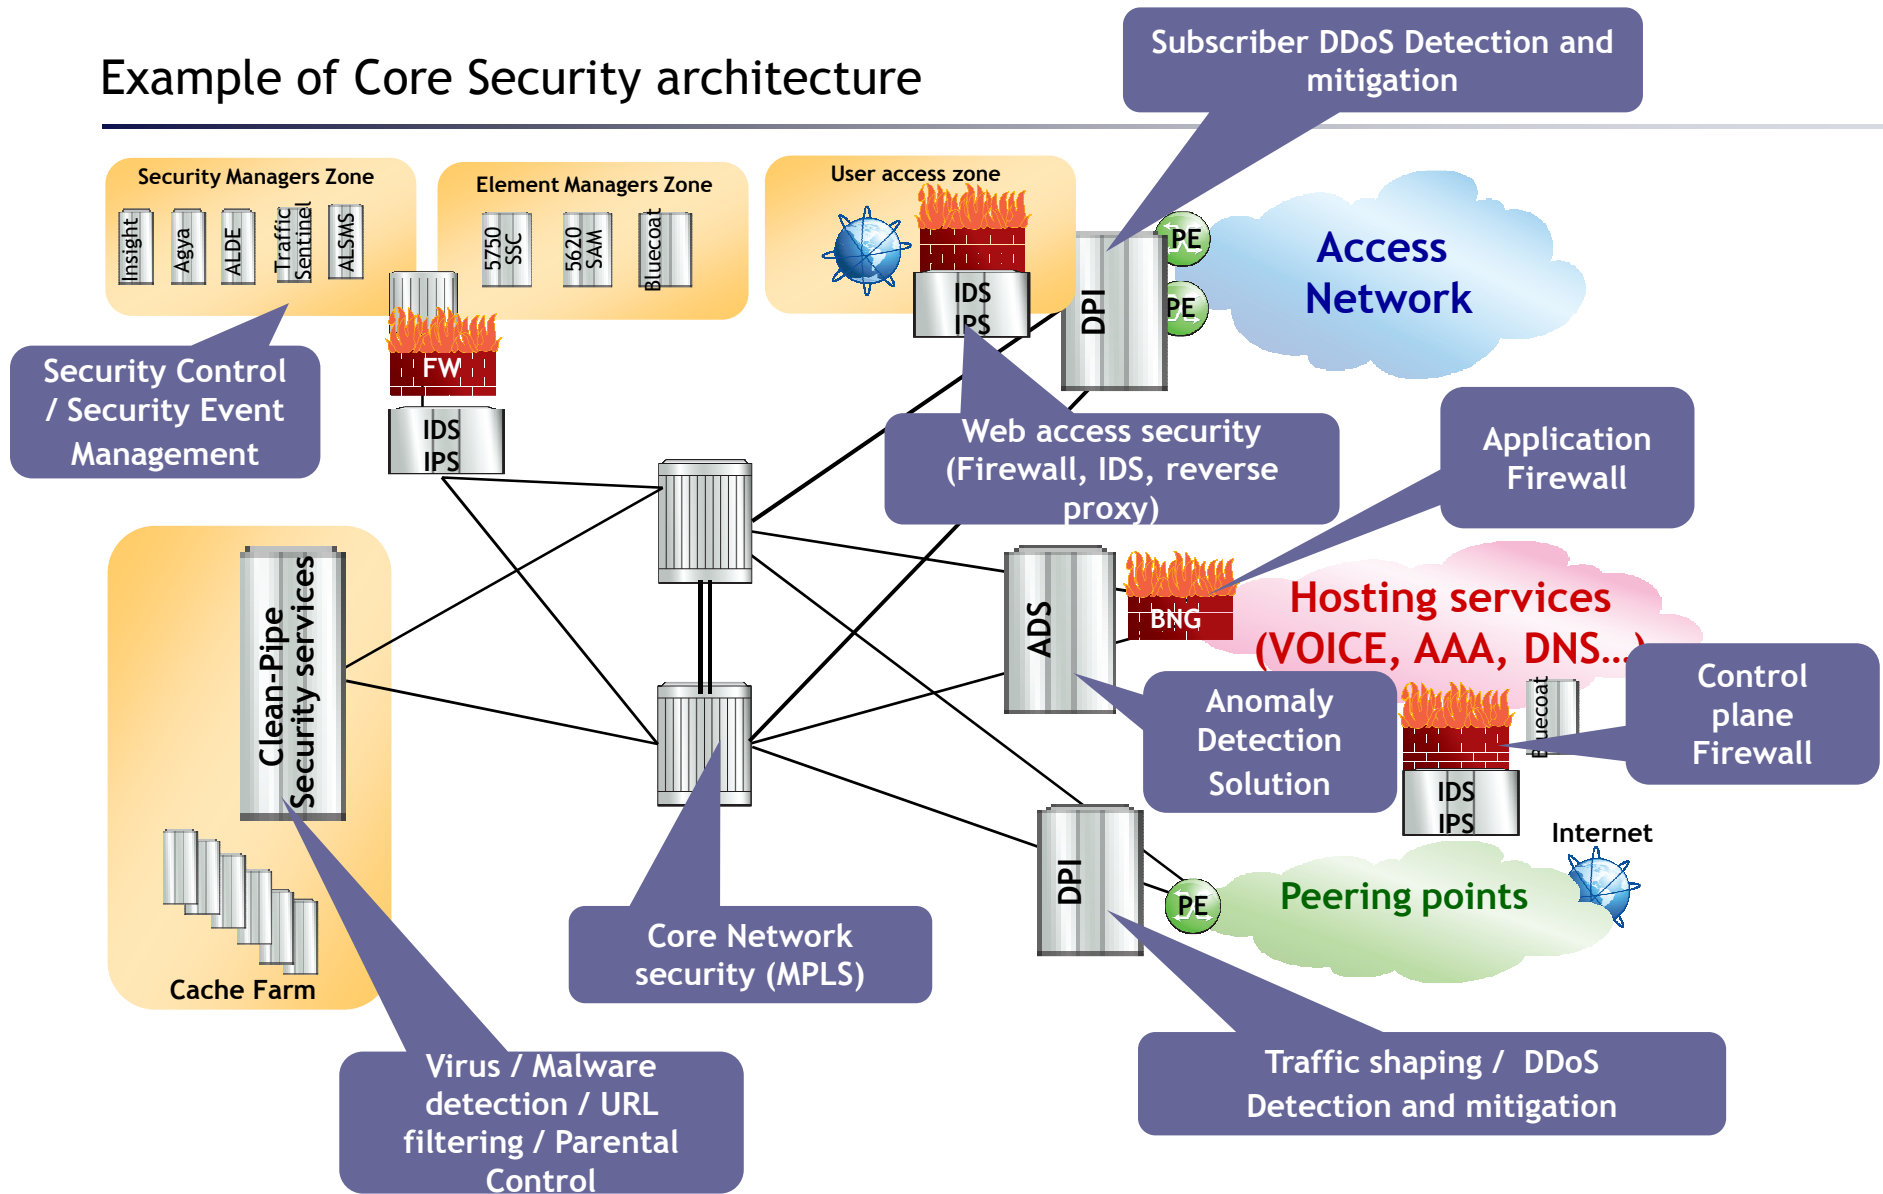 Subscriber DDoS Detection and
mitigation
Example of Core Security architecture
Security Managers Zone
Insight
Agya
ALDE
Traffic
Sentinel
ALSMS
Element Managers Zone
5750
SSC
5620
SAM
Bluecoat
User access zone
IDS
IPS
DPI
PE
PE
Access
Network
FW
IDS
IPS
Security Control
/ Security Event
Management
Web access security
(Firewall, IDS, reverse
proxy)
Application
Firewall
Clean-Pipe
Security services
Cache Farm
ADS
BNG
Hosting services
(VOICE, AAA, DNS…)
Anomaly
Detection
Solution
Bluecoat
Control
plane
Firewall
IDS
IPS
Internet
DPI
PE
Peering points
Core Network
security (MPLS)
Virus / Malware
detection / URL
filtering / Parental
Control
Traffic shaping / DDoS
Detection and mitigation